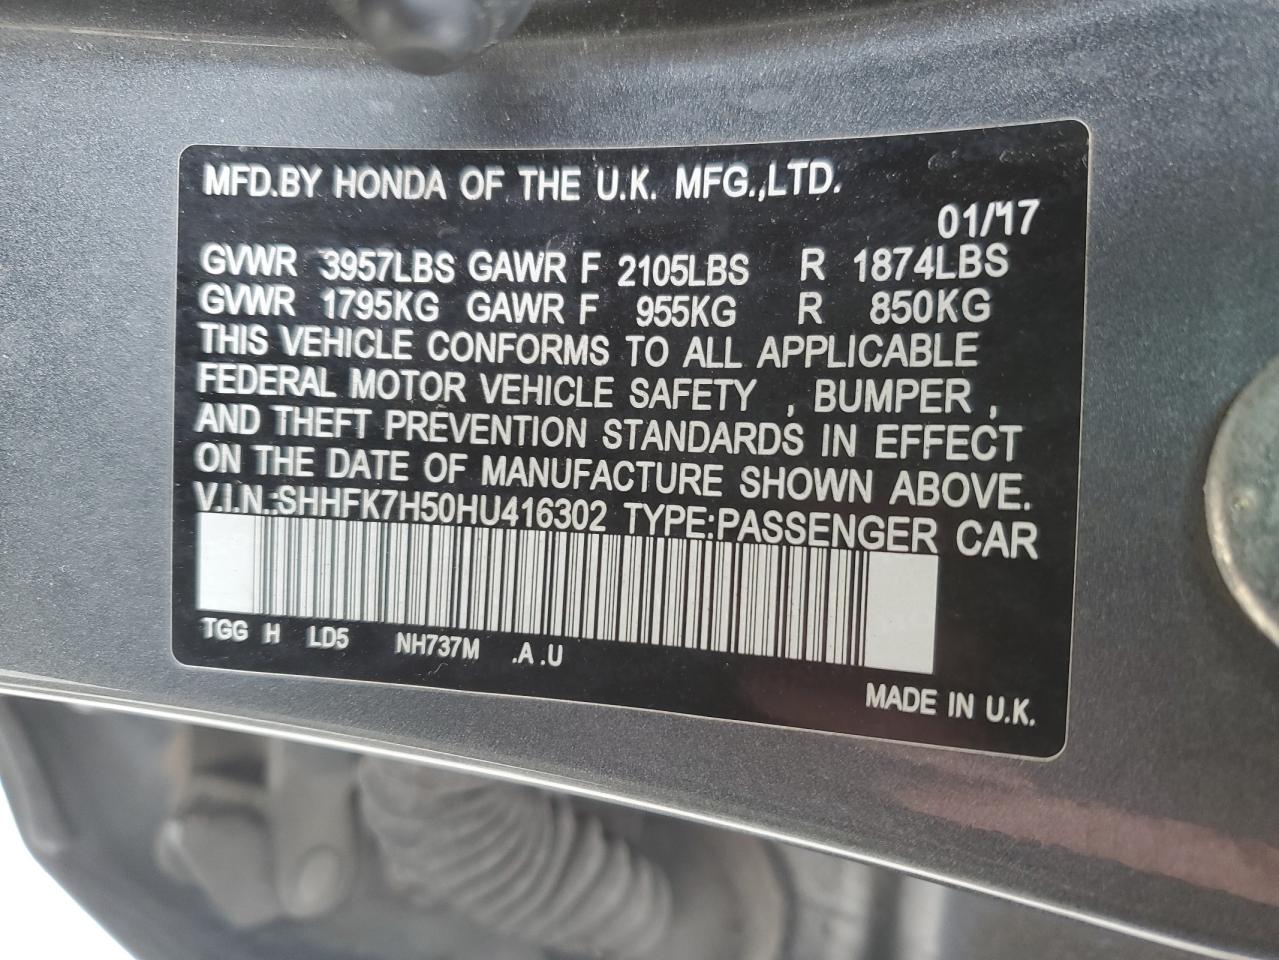 MFD.BY HONDA OF THE U.K. MFG.,LTD.
01/17
GVWR 3957LBS GAWR F 2105LBS R 1874LBS
GVWR 1795KG GAWR F 955KG R 850KG
THIS VEHICLE CONFORMS TO ALL APPLICABLE
FEDERAL MOTOR VEHICLE SAFETY , BUMPER ,
AND THEFT PREVENTION STANDARDS IN EFFECT
ON THE DATE OF MANUFACTURE SHOWN ABOVE.
V.I.N.:SHHFK7H50HU416302 TYPE:PASSENGER CAR
TGG H LD5 NH737M .A .U
MADE IN U.K.